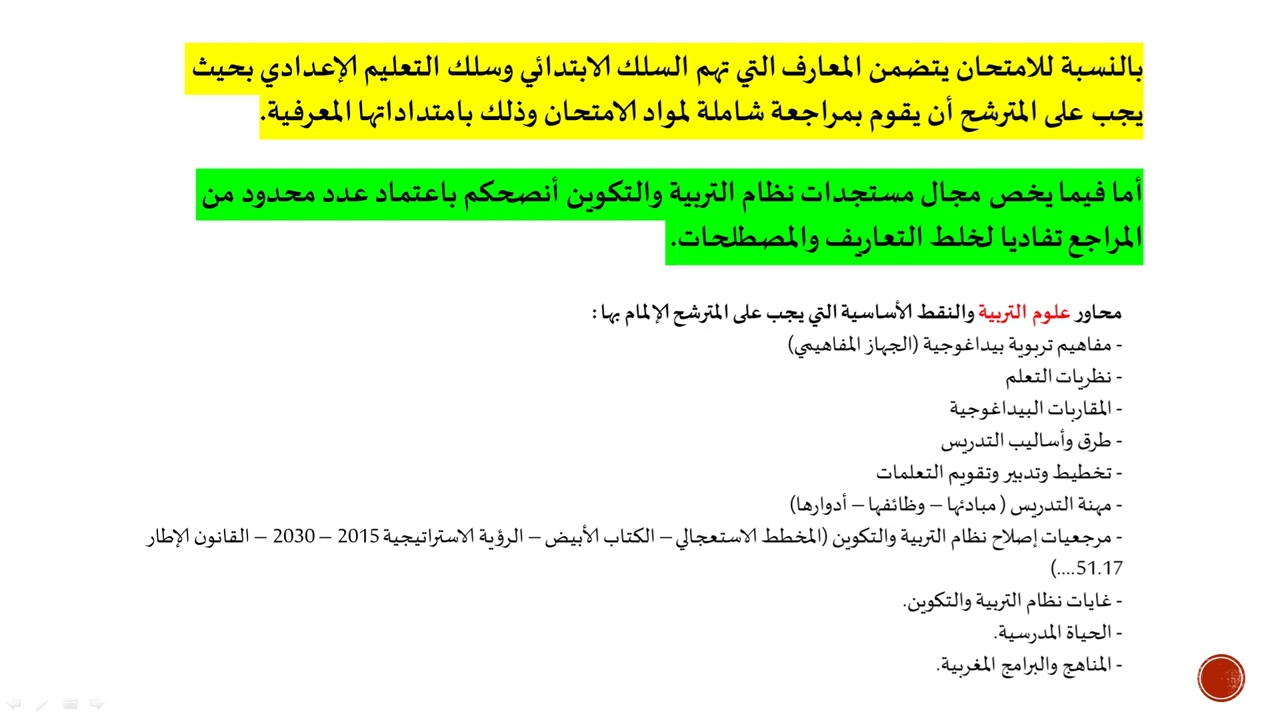 بالنسبة للامتحان يتضمن المعارف التي تهم السلك الابتدائي وسلك التعليم الإعدادي بحيث
يجب على المترشح أن يقوم بمراجعة شاملة لمواد الامتحان وذلك بامتداداتها المعرفية.
أما فيما يخص مجال مستجدات نظام التربية والتكوين أنصحكم باعتماد عدد محدود من
المراجع تفاديا لخلط التعاريف والمصطلحات.
محاور علوم التربية والنقط الأساسية التي يجب على المترشح الإلمام بها :
- مفاهيم تربوية بيداغوجية (الجهاز المفاهيمي)
- نظريات التعلم
- المقاربات البيداغوجية
- طرق وأساليب التدريس
- تخطيط وتدبير وتقويم التعلمات
- مهنة التدريس ( مبادئها – وظائفها – أدوارها)
- مرجعيات إصلاح نظام التربية والتكوين (المخطط الاستعجالي – الكتاب الأبيض – الرؤية الاستراتيجية 2015 – 2030 – القانون الإطار
51.17....)
- غايات نظام التربية والتكوين.
- الحياة المدرسية.
- المناهج والبرامج المغربية.